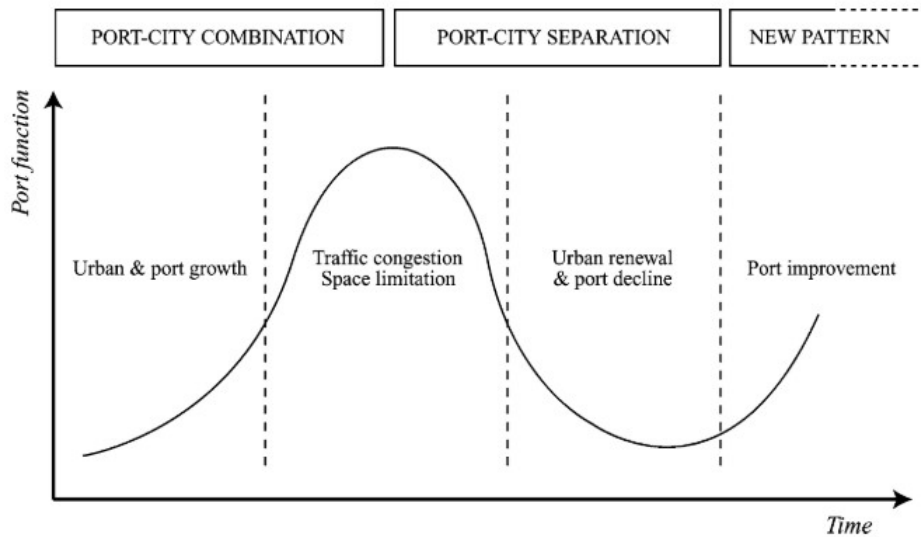 PORT-CITY COMBINATION
PORT-CITY SEPARATION
NEW PATTERN
Port function
Urban & port growth
Traffic congestion
Space limitation
Urban renewal
& port decline
Port improvement
Time